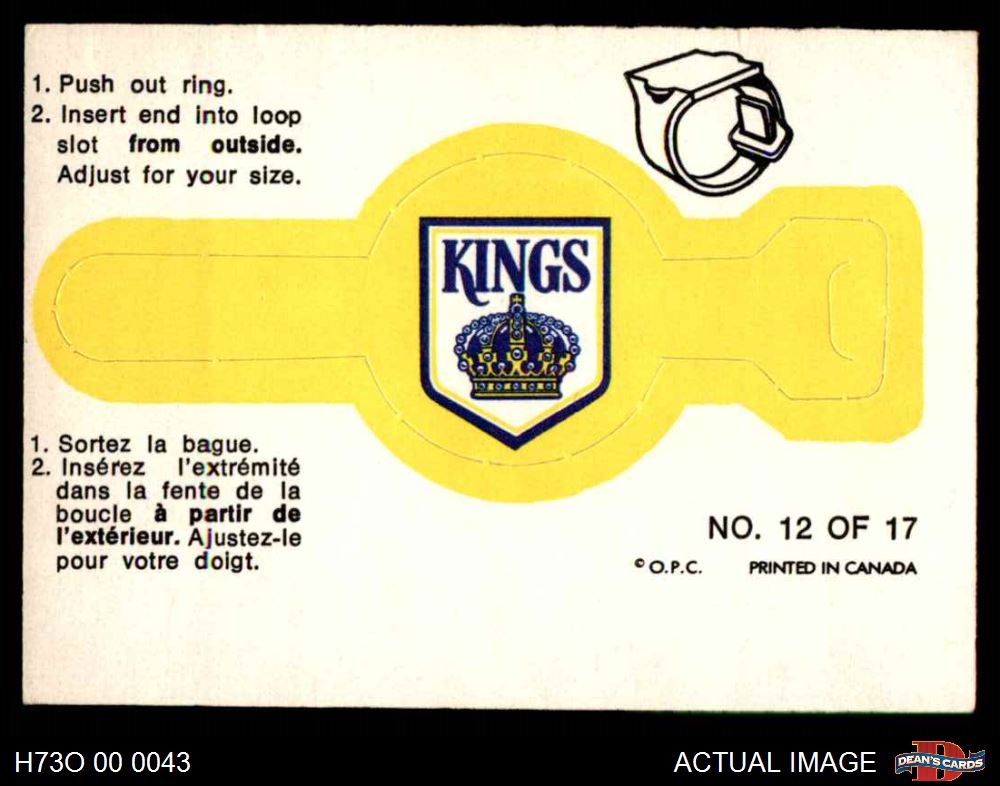 1. Push out ring.
2. Insert end into loop
slot from outside.
Adjust for your size.
KINGS
1. Sortez la bague.
2. Insérez l'extrémité
dans la fente de la
boucle à partir de
l'extérieur. Ajustez-le
pour votre doigt.
NO. 12 OF 17
© O.P.C. PRINTED IN CANADA
H73O 00 0043
ACTUAL IMAGE
D
DEAN'S CARDS